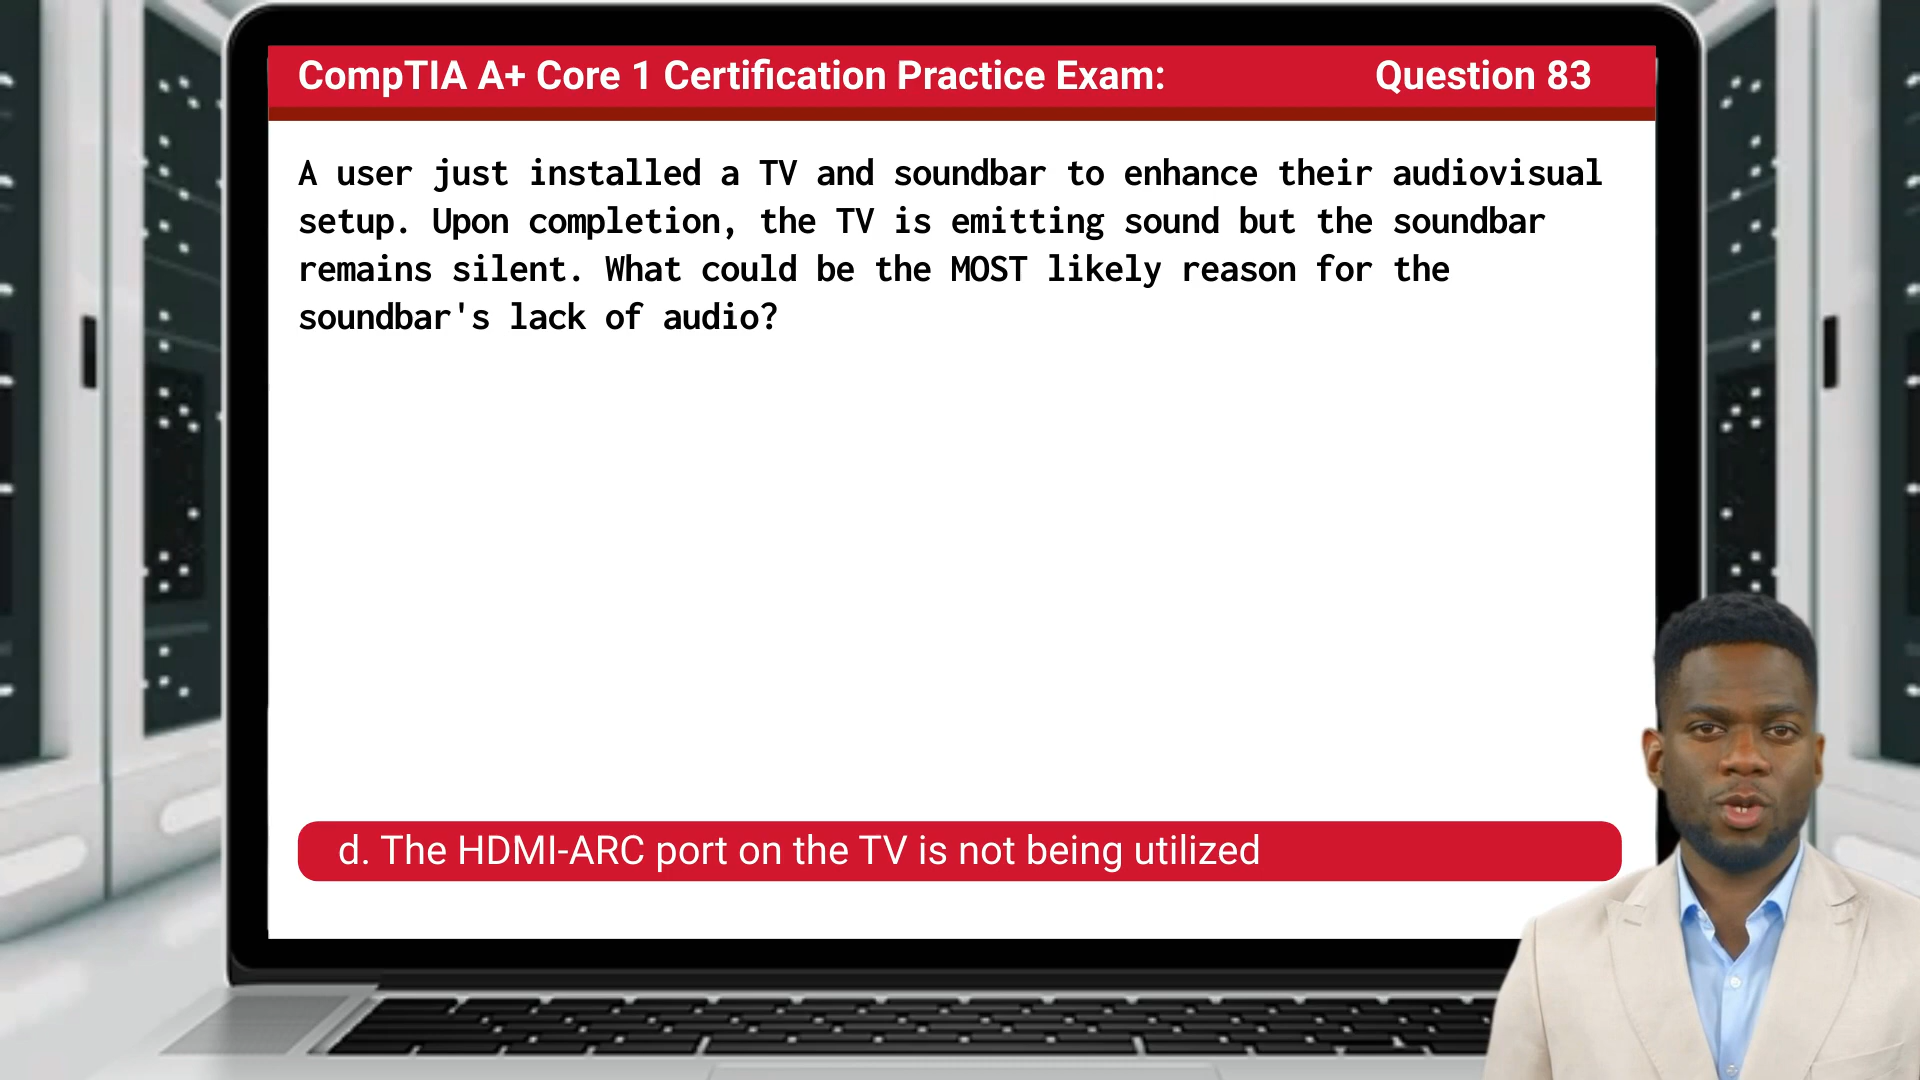 CompTIA A+ Core 1 Certification Practice Exam: Question 83
A user just installed a TV and soundbar to enhance their audiovisual
setup. Upon completion, the TV is emitting sound but the soundbar
remains silent. What could be the MOST likely reason for the
soundbar's lack of audio?
d. The HDMI-ARC port on the TV is not being utilized